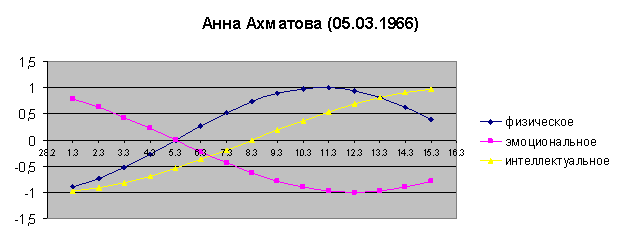 Анна Ахматова (05.03.1966)
1,5
1
0,5
0
-0,5
-1
-1,5
28.2 1.3 2.3 3.3 4.3 5.3 6.3 7.3 8.3 9.3 10.3 11.3 12.3 13.3 14.3 15.3 16.3
физическое
эмоциональное
интеллектуальное